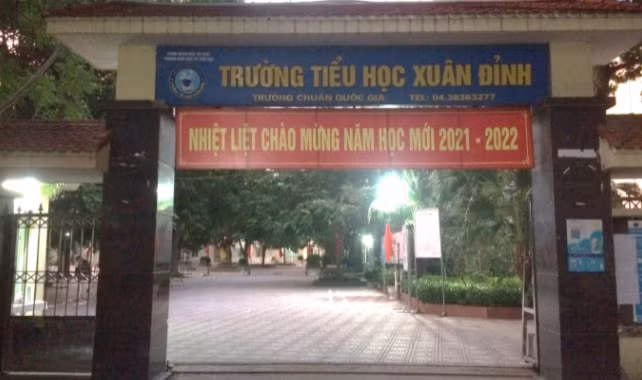 TRƯỜNG TIỂU HỌC XUÂN ĐỈNH
TRƯỜNG CHUẨN QUỐC GIA TEL: 04.38363277
NHIỆT LIỆT CHÀO MỪNG NĂM HỌC MỚI 2021 - 2022